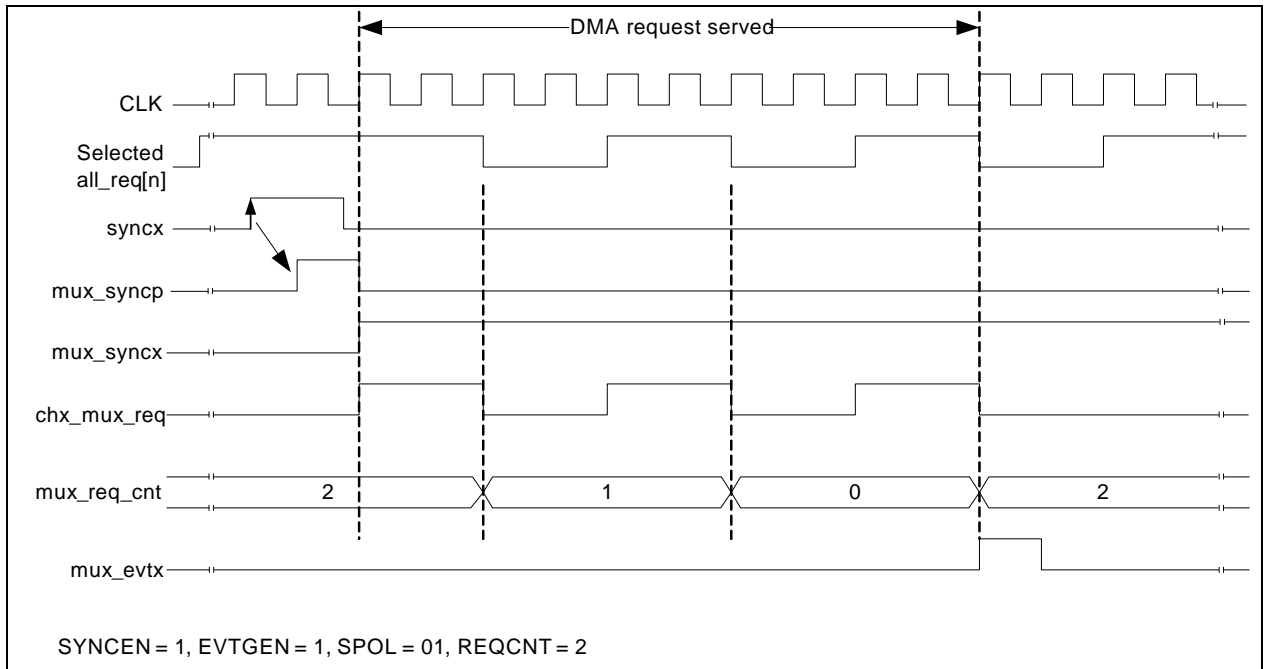 DMA request served
CLK
Selected
all_req[n]
syncx
mux_syncp
mux_syncx
chx_mux_req
mux_req_cnt
2
1
0
2
mux_evtx
SYNCEN = 1, EVTGEN = 1, SPOL = 01, REQCNT = 2